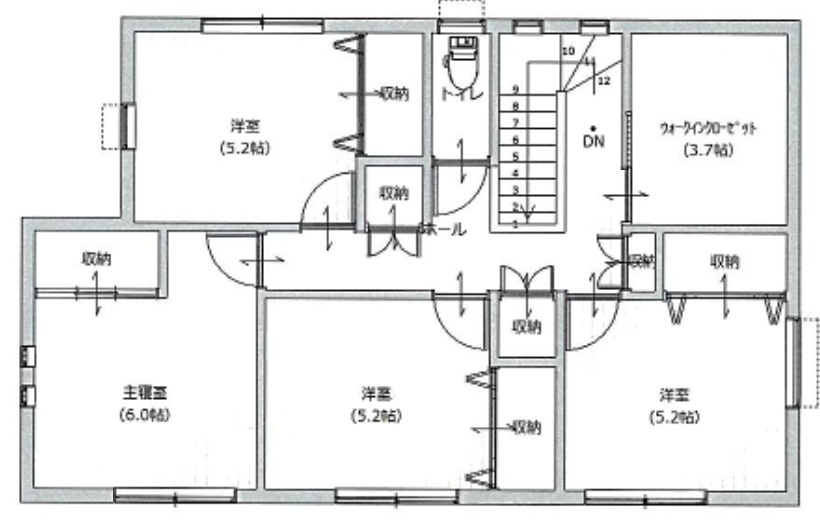 洋室
(5.2帖)
収納
トイレ
10
11
12
9
8
7
6
5
4
3
2
1
DN
ウォークインクローゼット
(3.7帖)
収納
ホール
収納
収納
収納
主寝室
(6.0帖)
洋室
(5.2帖)
収納
収納
洋室
(5.2帖)